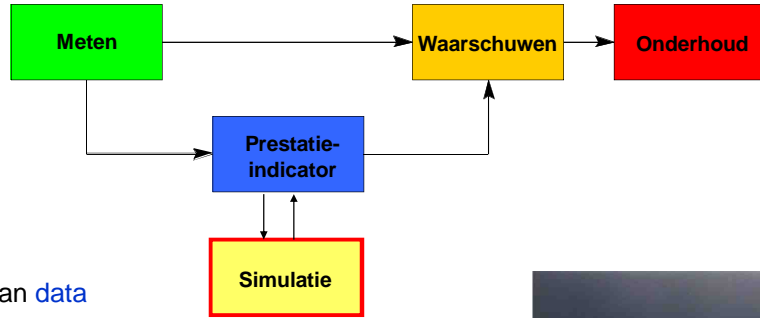 Meten
Waarschuwen
Onderhoud
Prestatie-
indicator
Simulatie
an data